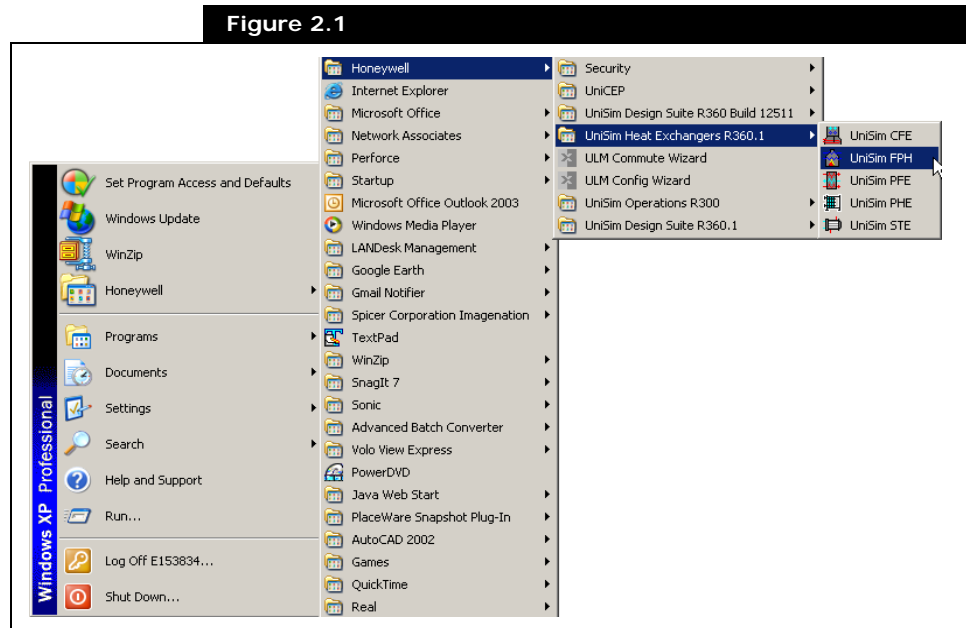 Figure 2.1
Set Program Access and Defaults
Windows Update
WinZip
Honeywell
Programs
Documents
Settings
Search
Help and Support
Run...
Log Off E153834...
Shut Down...
Windows XP Professional
Honeywell
Internet Explorer
Microsoft Office
Network Associates
Perforce
Startup
Microsoft Office Outlook 2003
Windows Media Player
LANDesk Management
Google Earth
Gmail Notifier
Spicer Corporation Imagenation
TextPad
WinZip
SnagIt 7
Sonic
Advanced Batch Converter
Volo View Express
PowerDVD
Java Web Start
PlaceWare Snapshot Plug-In
AutoCAD 2002
Games
QuickTime
Real
Security
UniCEP
UniSim Design Suite R360 Build 12511
UniSim Heat Exchangers R360.1
ULM Commute Wizard
ULM Config Wizard
UniSim Operations R300
UniSim Design Suite R360.1
UniSim CFE
UniSim FPH
UniSim PFE
UniSim PHE
UniSim STE